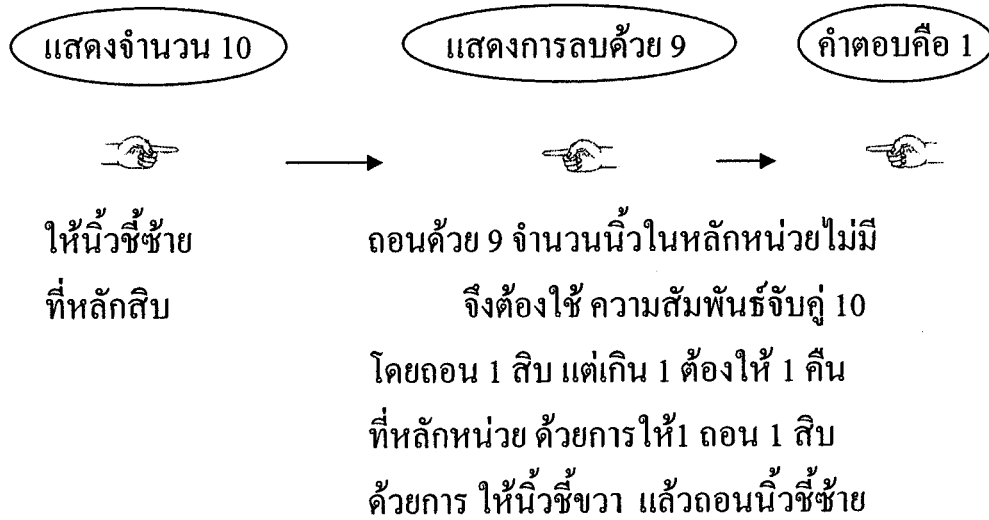 แสดงจำนวน 10 แสดงการลบด้วย 9 คำตอบคือ 1
ให้นิ้วชี้ซ้าย
ที่หลักสิบ
ถอนด้วย 9 จำนวนนิ้วในหลักหน่วยไม่มี
จึงต้องใช้ ความสัมพันธ์จับคู่ 10
โดยถอน 1 สิบ แต่เกิน 1 ต้องให้ 1 คืน
ที่หลักหน่วย ด้วยการให้1 ถอน 1 สิบ
ด้วยการ ให้นิ้วชี้ขวา แล้วถอนนิ้วชี้ซ้าย